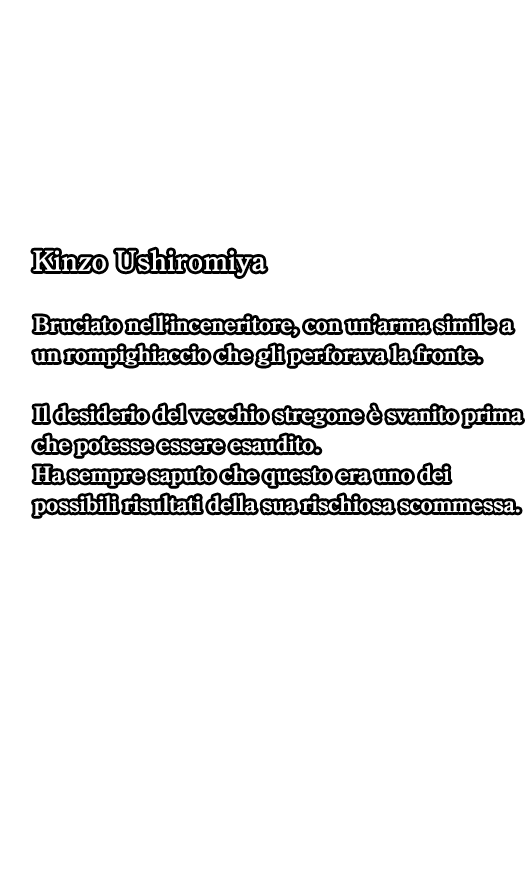 Kinzo Ushiromiya
Bruciato nell'inceneritore, con un'arma simile a
un rompighiaccio che gli perforava la fronte.
Il desiderio del vecchio stregone è svanito prima
che potesse essere esaudito.
Ha sempre saputo che questo era uno dei
possibili risultati della sua rischiosa scommessa.